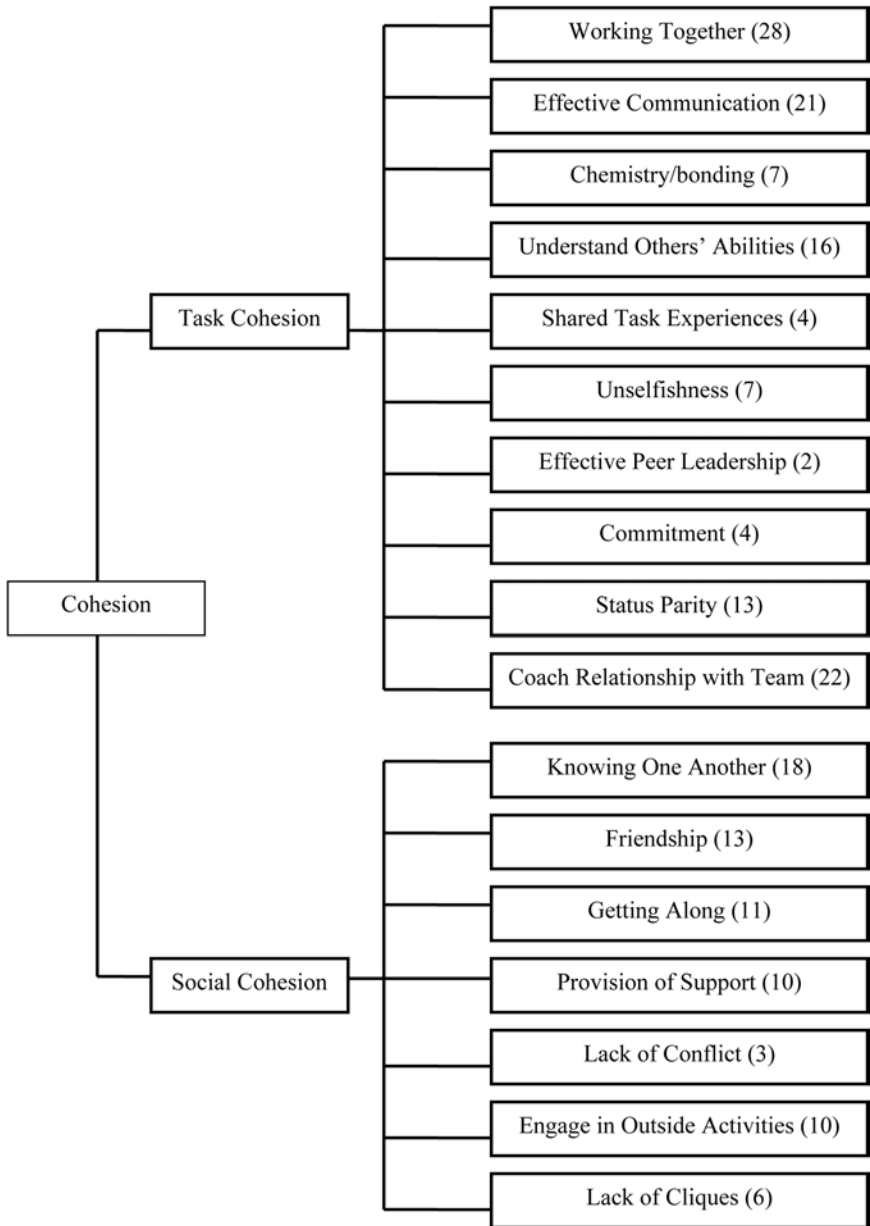 Working Together (28)
Effective Communication (21)
Chemistry/bonding (7)
Understand Others’ Abilities (16)
Task Cohesion
Shared Task Experiences (4)
Unselfishness (7)
Effective Peer Leadership (2)
Commitment (4)
Cohesion
Status Parity (13)
Coach Relationship with Team (22)
Knowing One Another (18)
Friendship (13)
Getting Along (11)
Social Cohesion
Provision of Support (10)
Lack of Conflict (3)
Engage in Outside Activities (10)
Lack of Cliques (6)